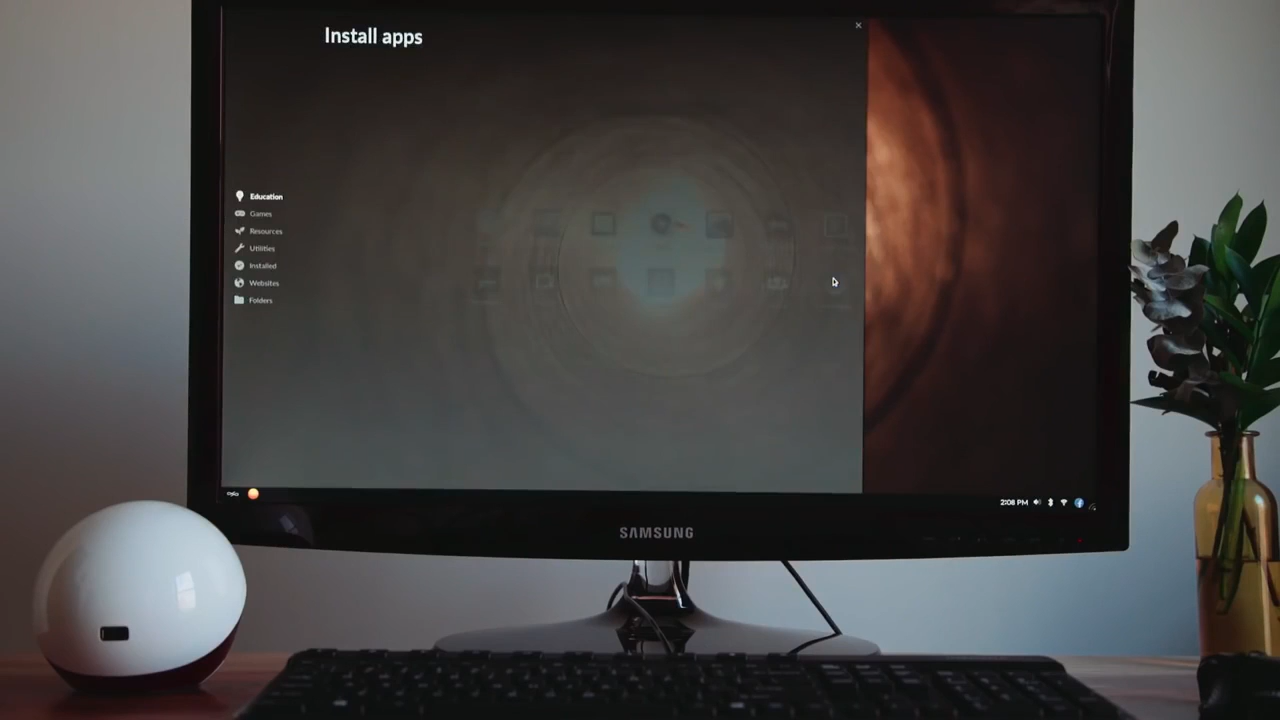 Install apps
Education
Games
Resources
Utilities
Installed
Websites
Folders
2:08 PM
SAMSUNG